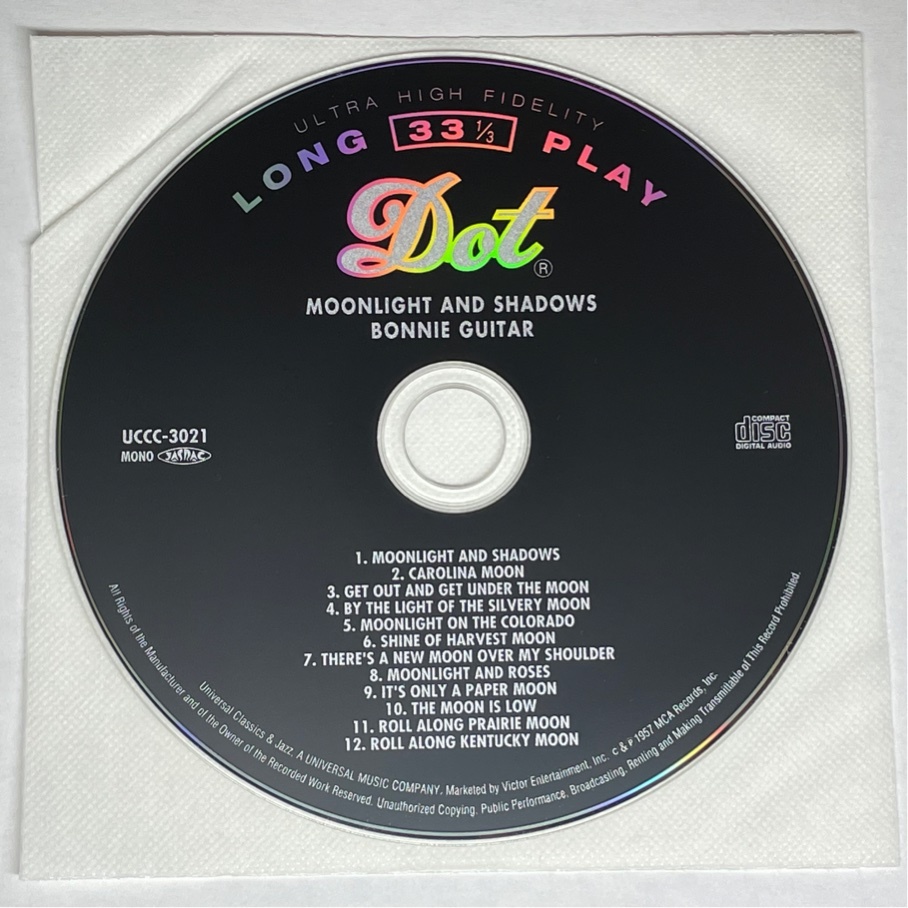 ULTRA HIGH FIDELITY
LONG 33 1/3 PLAY
Dot®
MOONLIGHT AND SHADOWS
BONNIE GUITAR
UCCC-3021
MONO JASRAC
COMPACT
disc
DIGITAL AUDIO
1. MOONLIGHT AND SHADOWS
2. CAROLINA MOON
3. GET OUT AND GET UNDER THE MOON
4. BY THE LIGHT OF THE SILVERY MOON
5. MOONLIGHT ON THE COLORADO
6. SHINE OF HARVEST MOON
7. THERE'S A NEW MOON OVER MY SHOULDER
8. MOONLIGHT AND ROSES
9. IT'S ONLY A PAPER MOON
10. THE MOON IS LOW
11. ROLL ALONG PRAIRIE MOON
12. ROLL ALONG KENTUCKY MOON
Universal Classics & Jazz. A UNIVERSAL MUSIC COMPANY. Marketed by Victor Entertainment, Inc. c & P 1957 MCA Records, Inc.
All Rights of the Manufacturer and of the Owner of the Recorded Work Reserved. Unauthorized Copying, Public Performance, Broadcasting, Renting and Making Transmittable of This Record Prohibited.